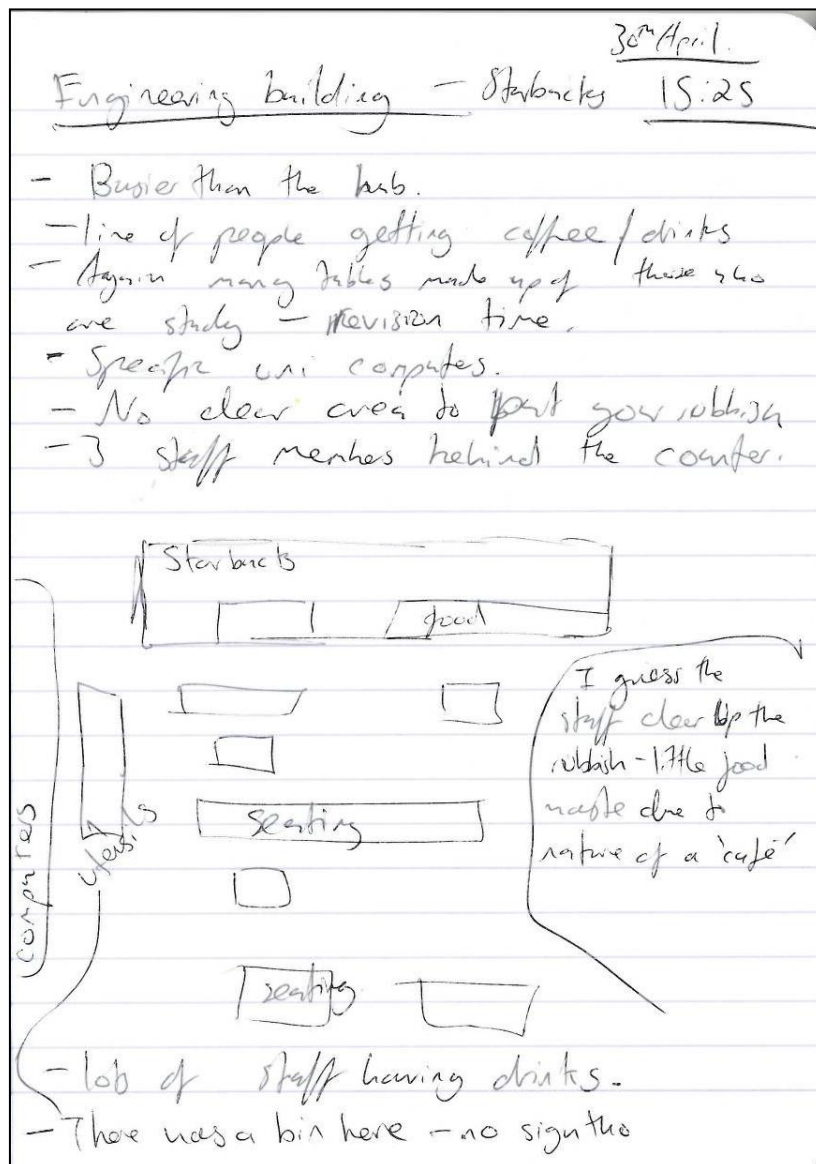 30th April.
Engineering building - Starbucks 15:25
- Busier than the hub.
- line of people getting coffee/drinks
- Again many tables made up of those who
are study - revision time.
- Specific uni computers.
- No clear area to put your rubbish
- 3 staff members behind the counter.
Starbucks
food
I guess the
staff clear up the
rubbish - little food
waste due to
nature of a 'café'
utensils
seating
computers
seating
- lots of staff having drinks.
- There was a bin here - no sign tho